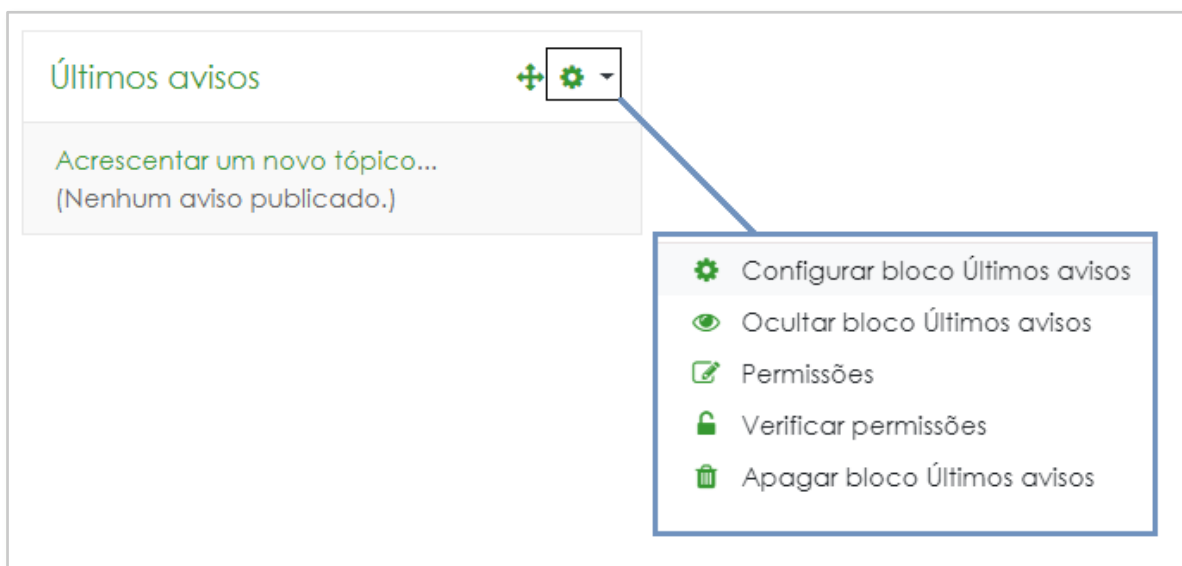 Últimos avisos
Acrescentar um novo tópico...
(Nenhum aviso publicado.)
Configurar bloco Últimos avisos
Ocultar bloco Últimos avisos
Permissões
Verificar permissões
Apagar bloco Últimos avisos